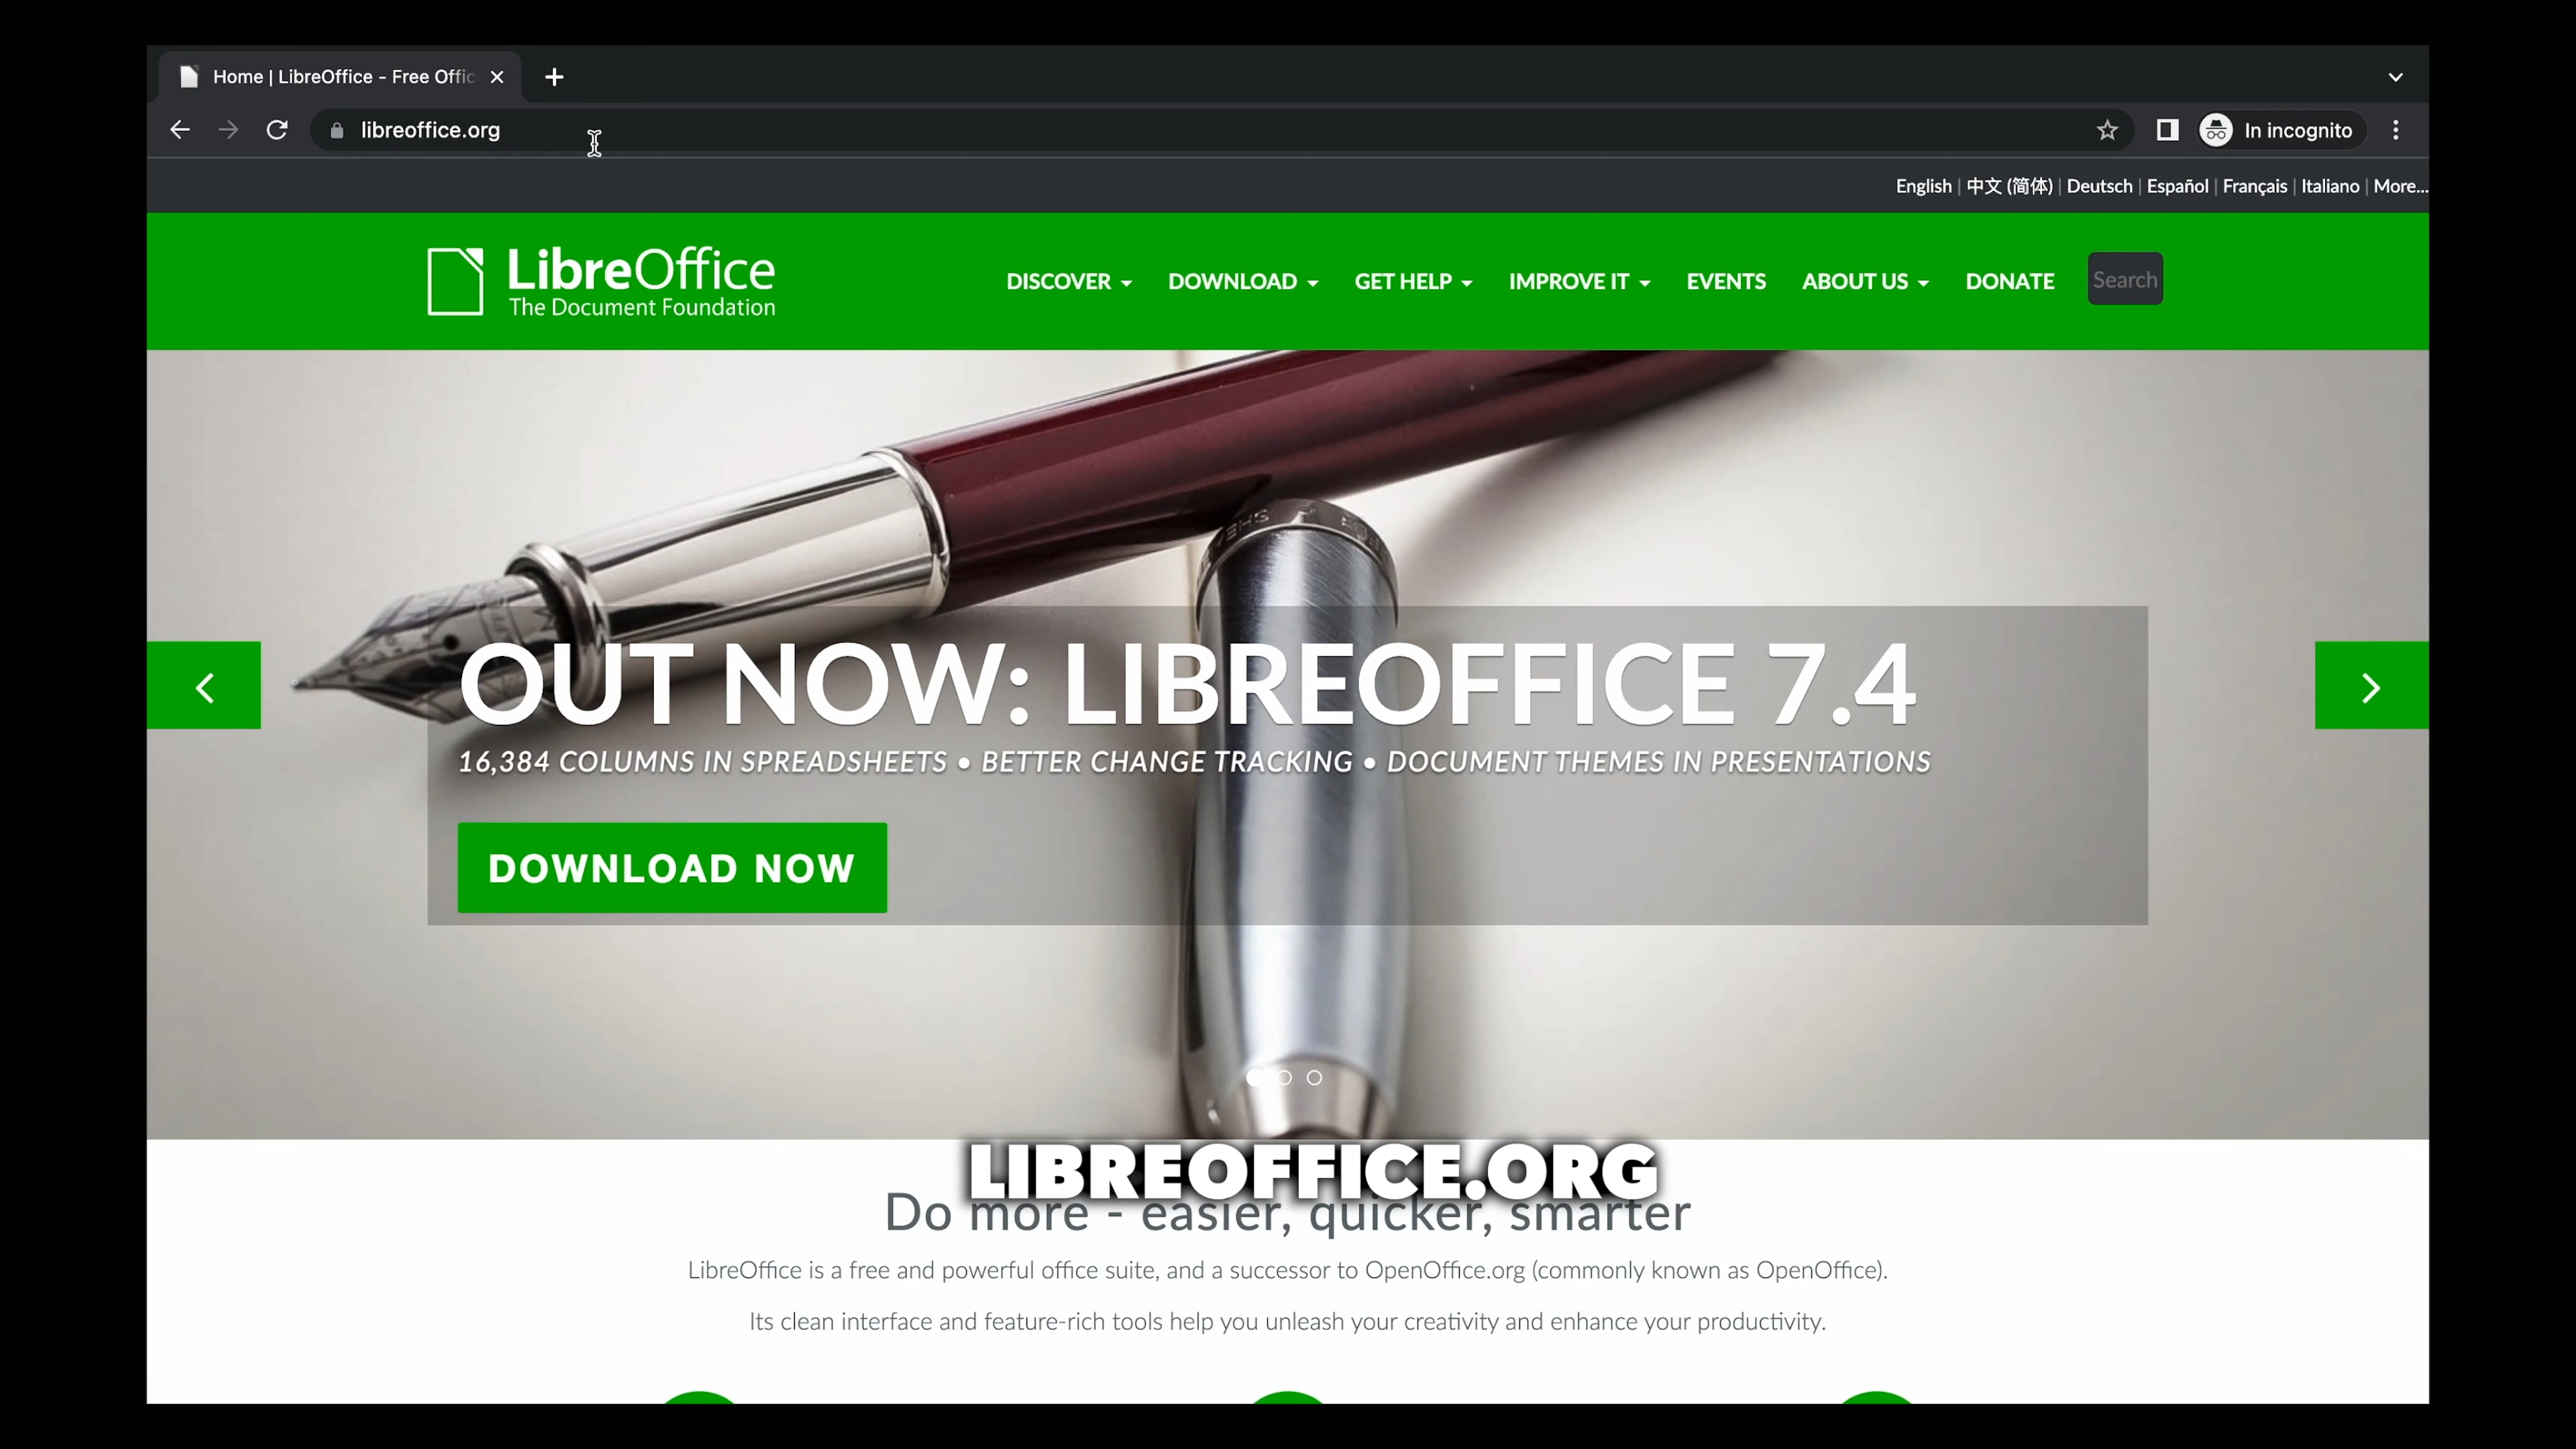 Home | LibreOffice - Free Offic
libreoffice.org
In incognito
English | 中文 (简体) | Deutsch | Español | Français | Italiano | More...
LibreOffice
The Document Foundation
DISCOVER
DOWNLOAD
GET HELP
IMPROVE IT
EVENTS
ABOUT US
DONATE
Search
OUT NOW: LIBREOFFICE 7.4
16,384 COLUMNS IN SPREADSHEETS • BETTER CHANGE TRACKING • DOCUMENT THEMES IN PRESENTATIONS
DOWNLOAD NOW
LIBREOFFICE.ORG
Do more - easier, quicker, smarter
LibreOffice is a free and powerful office suite, and a successor to OpenOffice.org (commonly known as OpenOffice).
Its clean interface and feature-rich tools help you unleash your creativity and enhance your productivity.